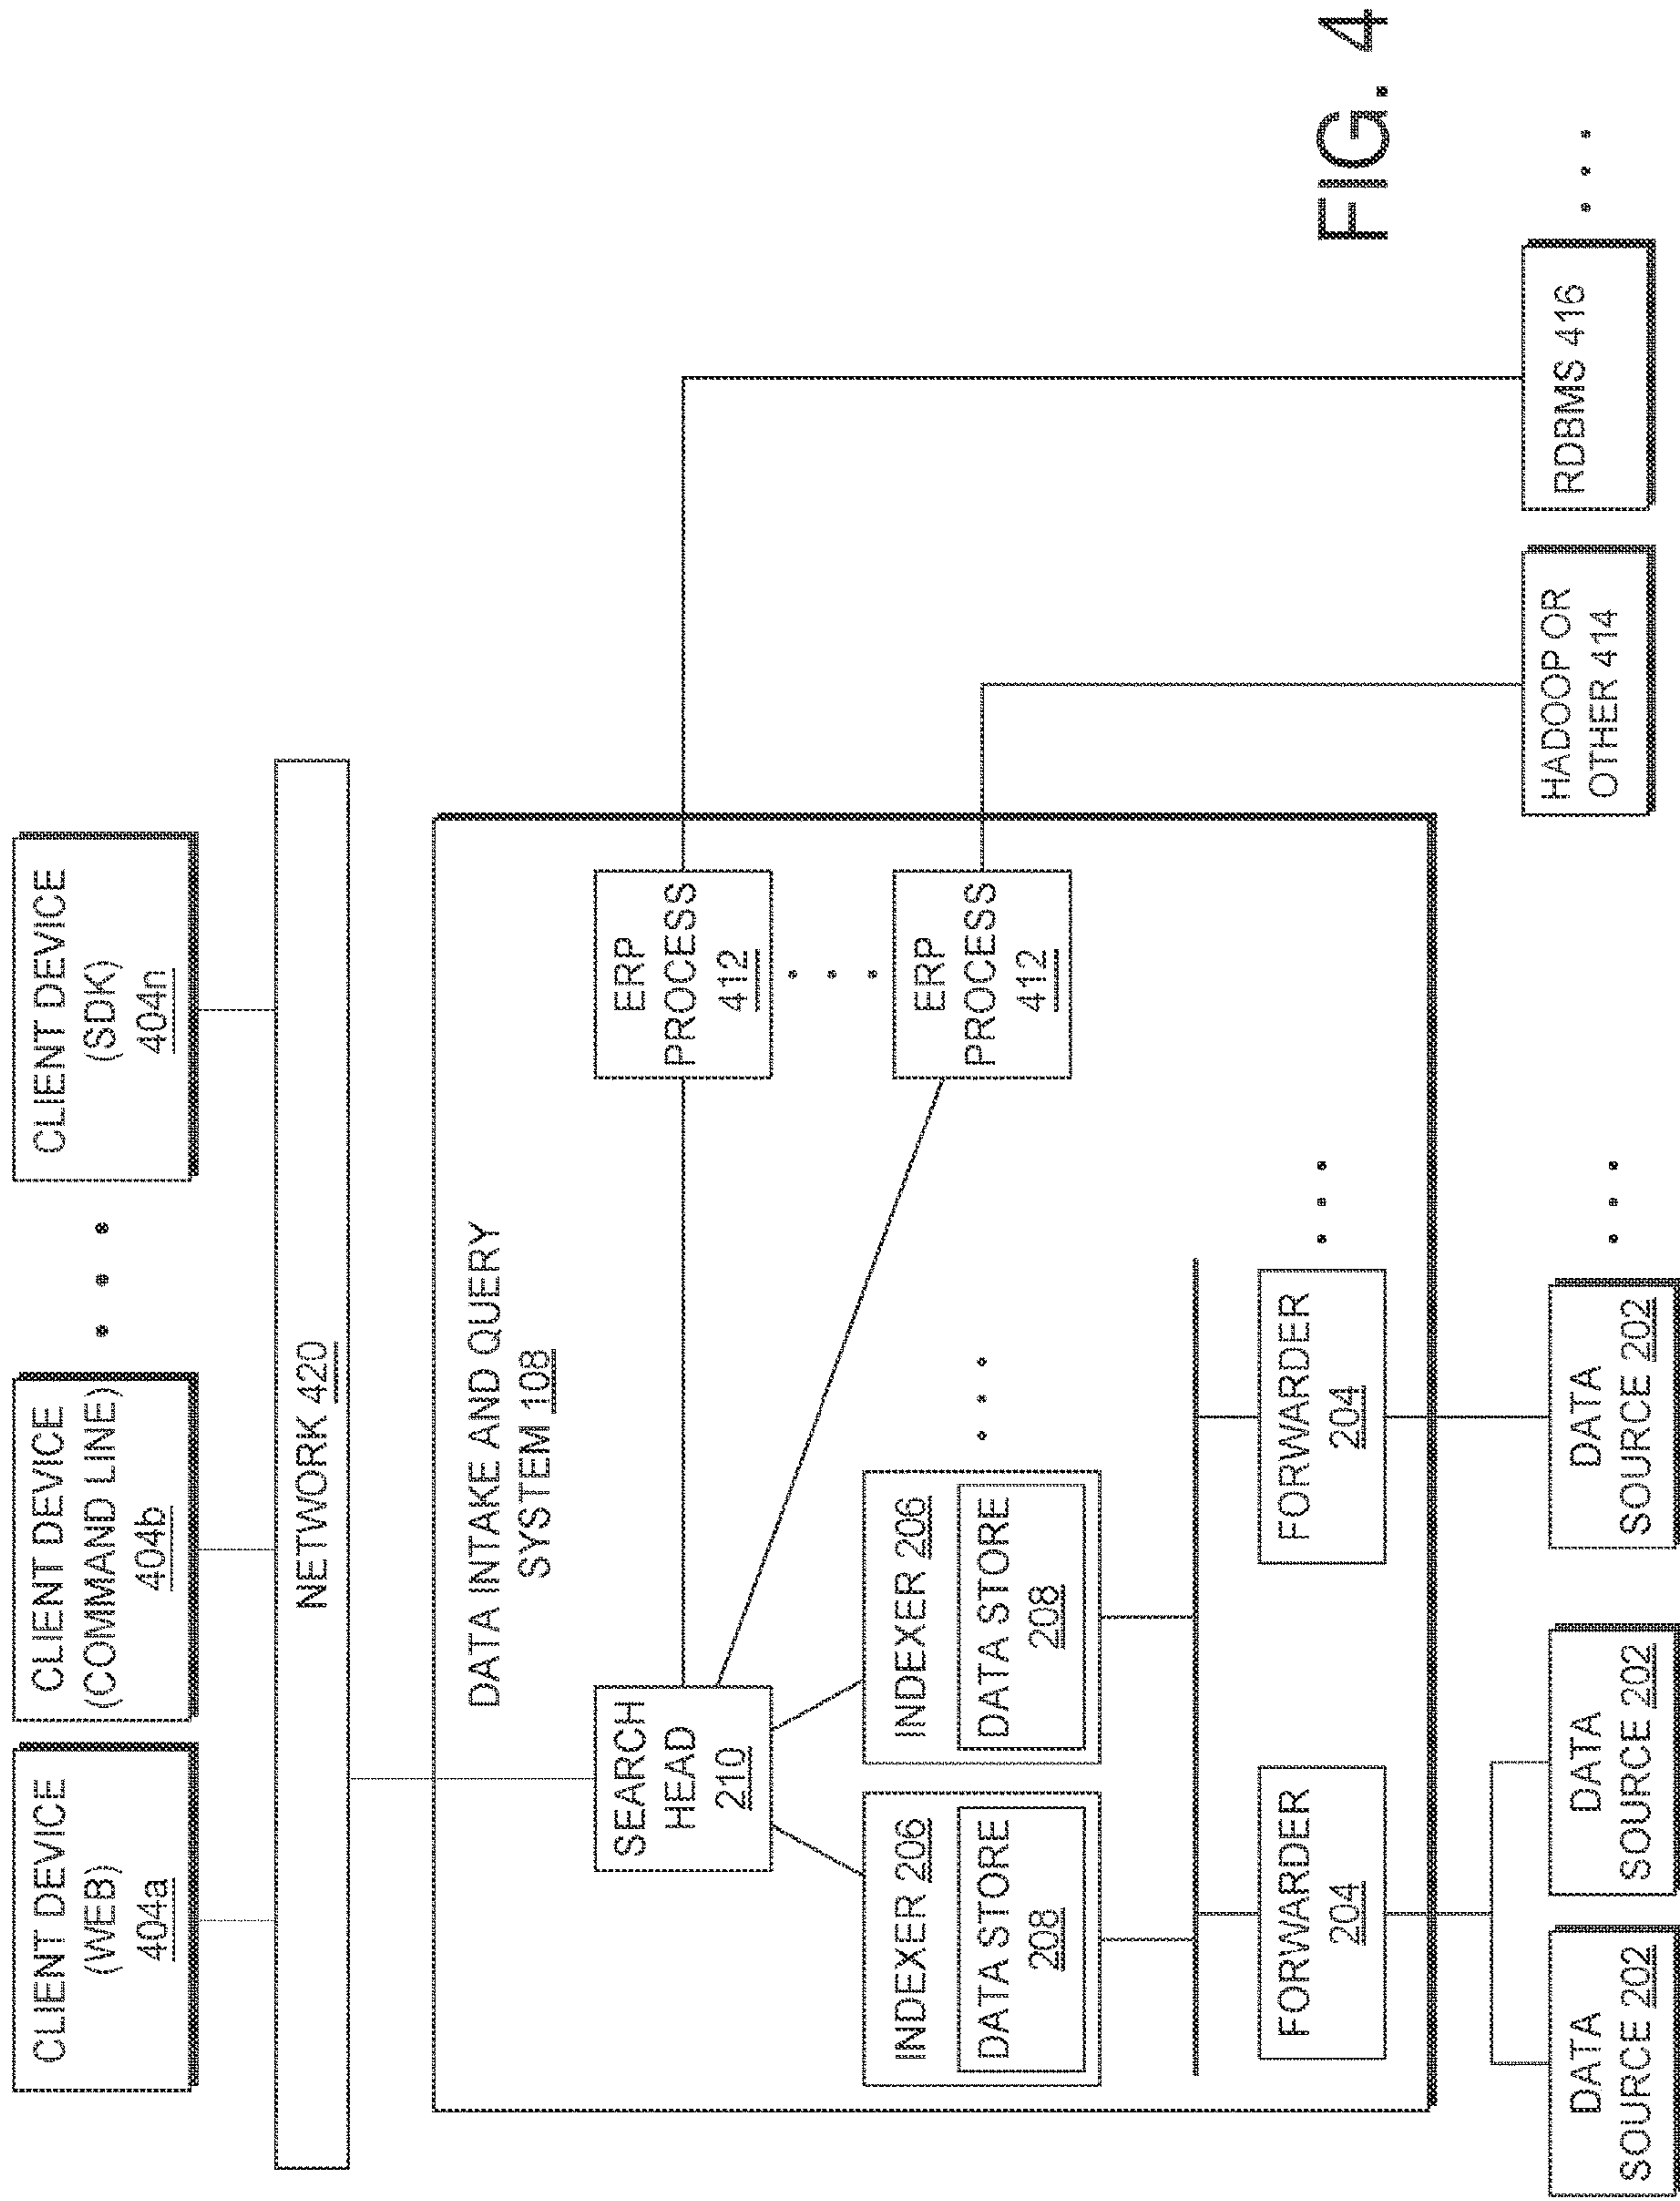 CLIENT DEVICE
(WEB)
404a
CLIENT DEVICE
(COMMAND LINE)
404b
CLIENT DEVICE
(SDK)
404n
NETWORK 420
DATA INTAKE AND QUERY
SYSTEM 108
SEARCH
HEAD
210
ERP
PROCESS
412
ERP
PROCESS
412
INDEXER 206
DATA STORE
208
INDEXER 206
DATA STORE
208
FORWARDER
204
FORWARDER
204
DATA
SOURCE 202
DATA
SOURCE 202
DATA
SOURCE 202
HADOOP OR
OTHER 414
RDBMS 416
FIG. 4